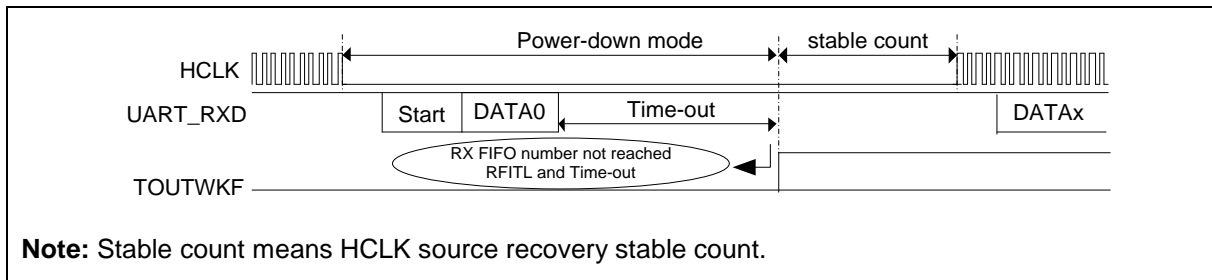 Power-down mode stable count
HCLK
UART_RXD Start DATA0 Time-out DATAx
RX FIFO number not reached
RFITL and Time-out
TOUTWKF
Note: Stable count means HCLK source recovery stable count.